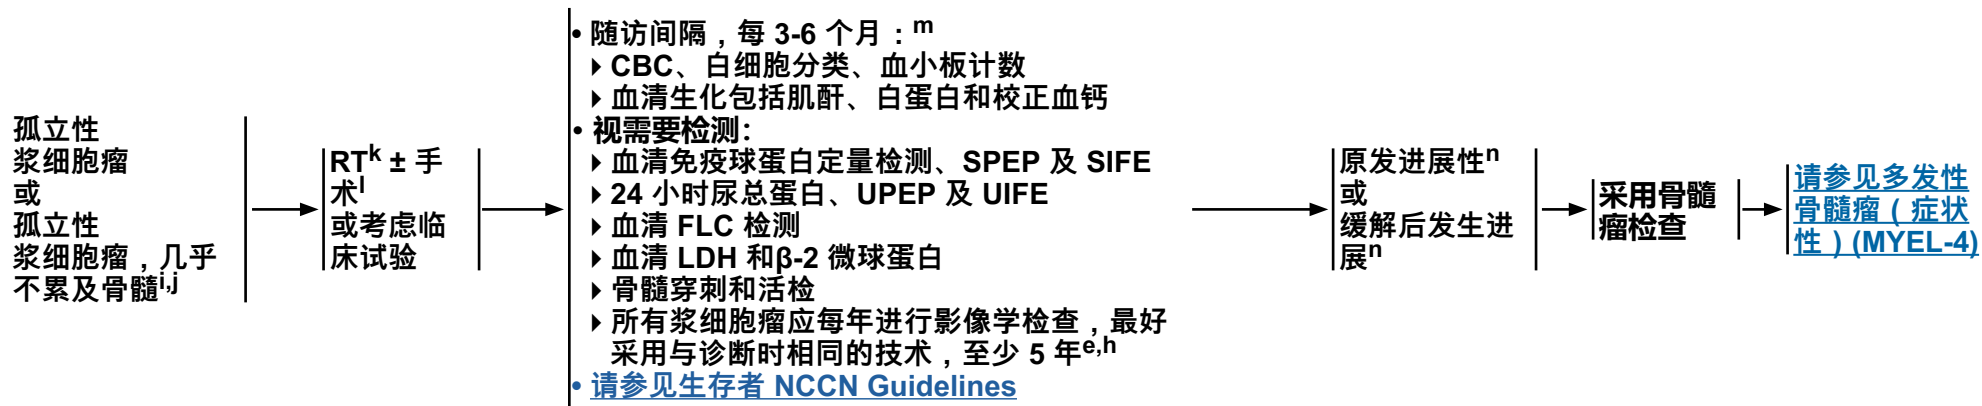 孤立性
浆细胞瘤
或
孤立性
浆细胞瘤，几乎
不累及骨髓i,j
RTk ± 手
术l
或考虑临
床试验
• 随访间隔，每 3-6 个月：m
CBC、白细胞分类、血小板计数
血清生化包括肌酐、白蛋白和校正血钙
• 视需要检测：
血清免疫球蛋白定量检测、SPEP 及 SIFE
24 小时尿总蛋白、UPEP 及 UIFE
血清 FLC 检测
血清 LDH 和β-2 微球蛋白
骨髓穿刺和活检
所有浆细胞瘤应每年进行影像学检查，最好
采用与诊断时相同的技术，至少 5 年e,h
• 请参见生存者 NCCN Guidelines
原发进展性n
或
缓解后发生进
展n
采用骨髓
瘤检查
请参见多发性
骨髓瘤（症状
性）(MYEL-4)